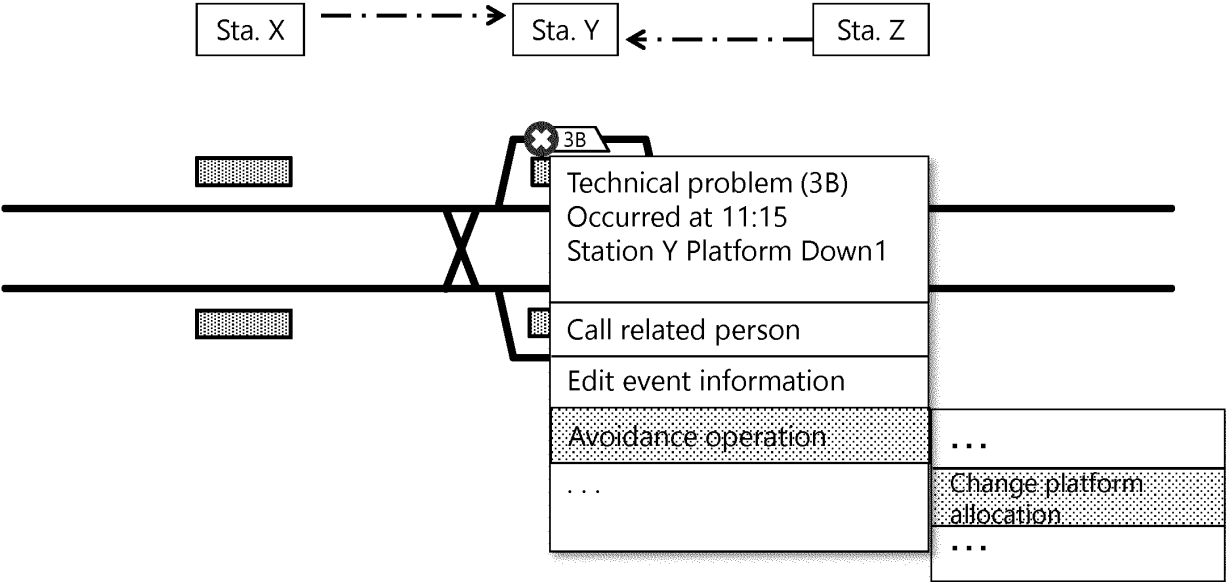 Sta. X
Sta. Y
Sta. Z
3B
Technical problem (3B)
Occurred at 11:15
Station Y Platform Down1
Call related person
Edit event information
Avoidance operation
...
Change platform
allocation
...
. . .